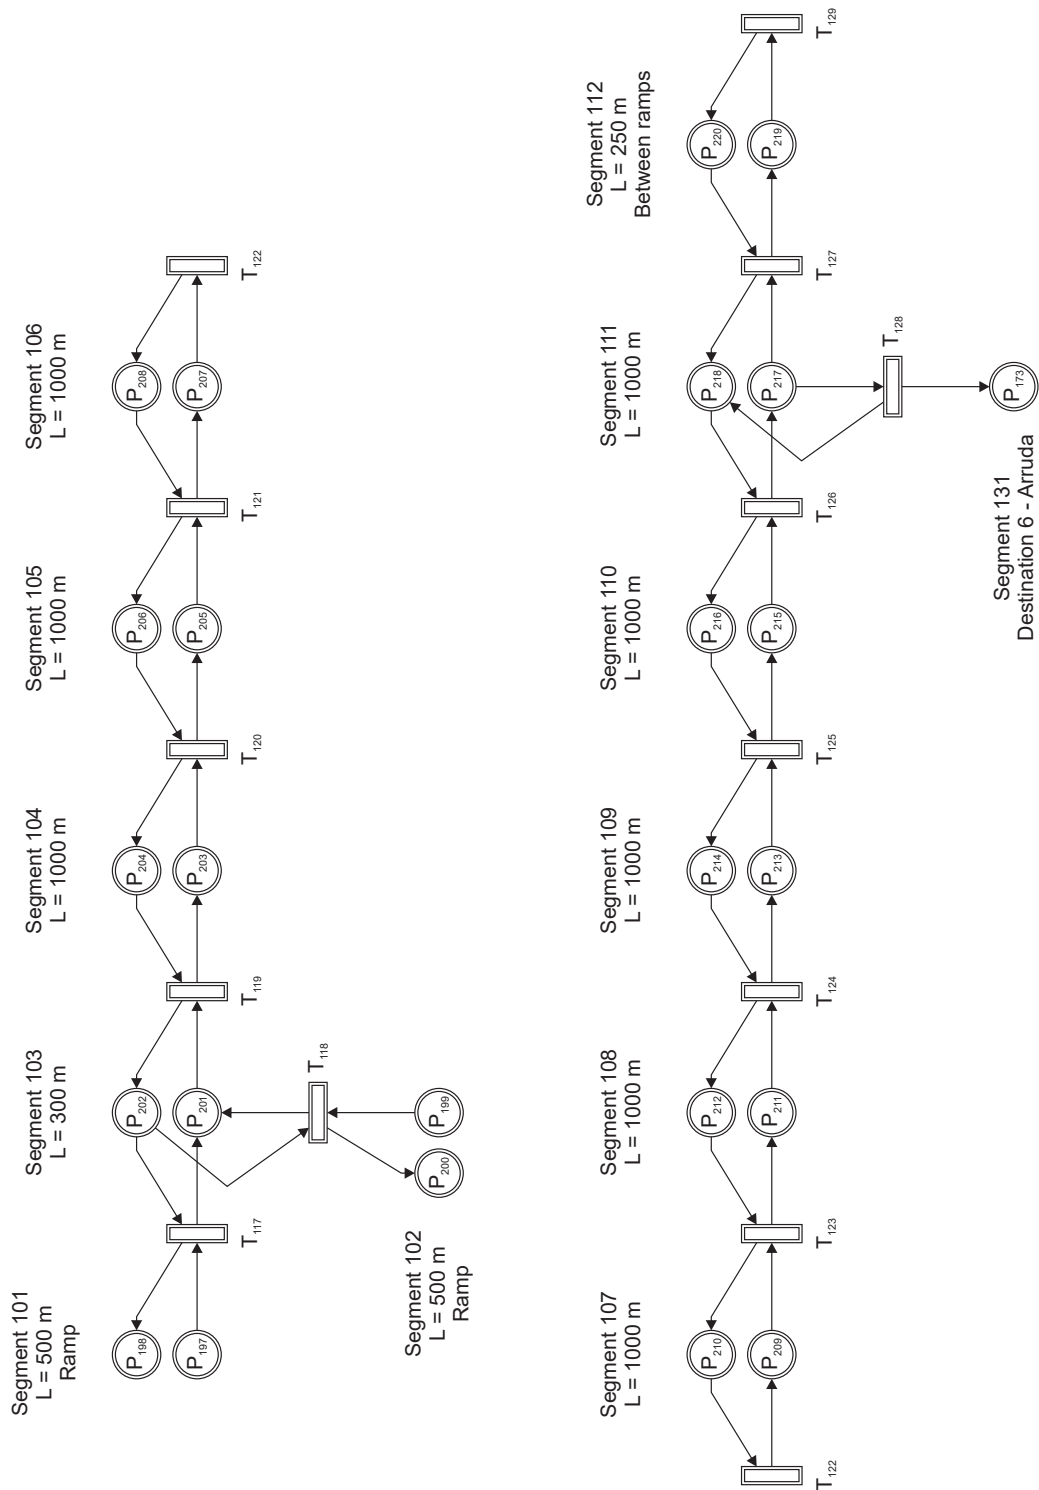 Segment 101
L = 500 m
Ramp
Segment 103
L = 300 m
Segment 104
L = 1000 m
Segment 105
L = 1000 m
Segment 106
L = 1000 m
P198
P202
P204
P206
P208
P197
P201
P203
P205
P207
T117
T119
T120
T121
T122
T118
Segment 102
L = 500 m
Ramp
P200
P199
Segment 107
L = 1000 m
Segment 108
L = 1000 m
Segment 109
L = 1000 m
Segment 110
L = 1000 m
Segment 111
L = 1000 m
Segment 112
L = 250 m
Between ramps
P210
P212
P214
P216
P218
P220
P209
P211
P213
P215
P217
P219
T122
T123
T124
T125
T126
T127
T129
T128
P173
Segment 131
Destination 6 - Arruda